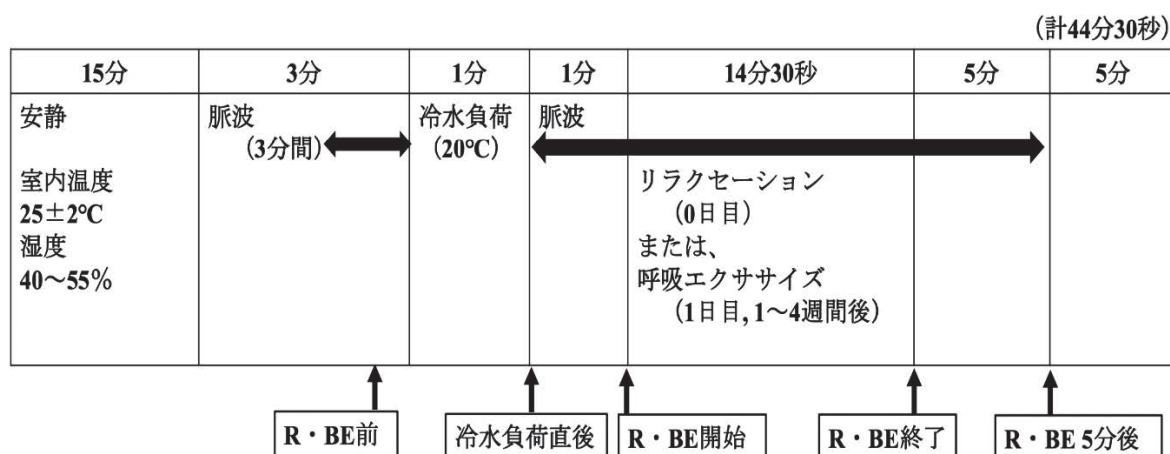 (計44分30秒)
15分 3分 1分 1分 14分30秒 5分 5分
安静
室内温度
25±2℃
湿度
40〜55%
脈波
(3分間)
冷水負荷
(20℃)
脈波
リラクセーション
(0日目)
または、
呼吸エクササイズ
(1日目, 1〜4週間後)
R・BE前
冷水負荷直後
R・BE開始
R・BE終了
R・BE 5分後